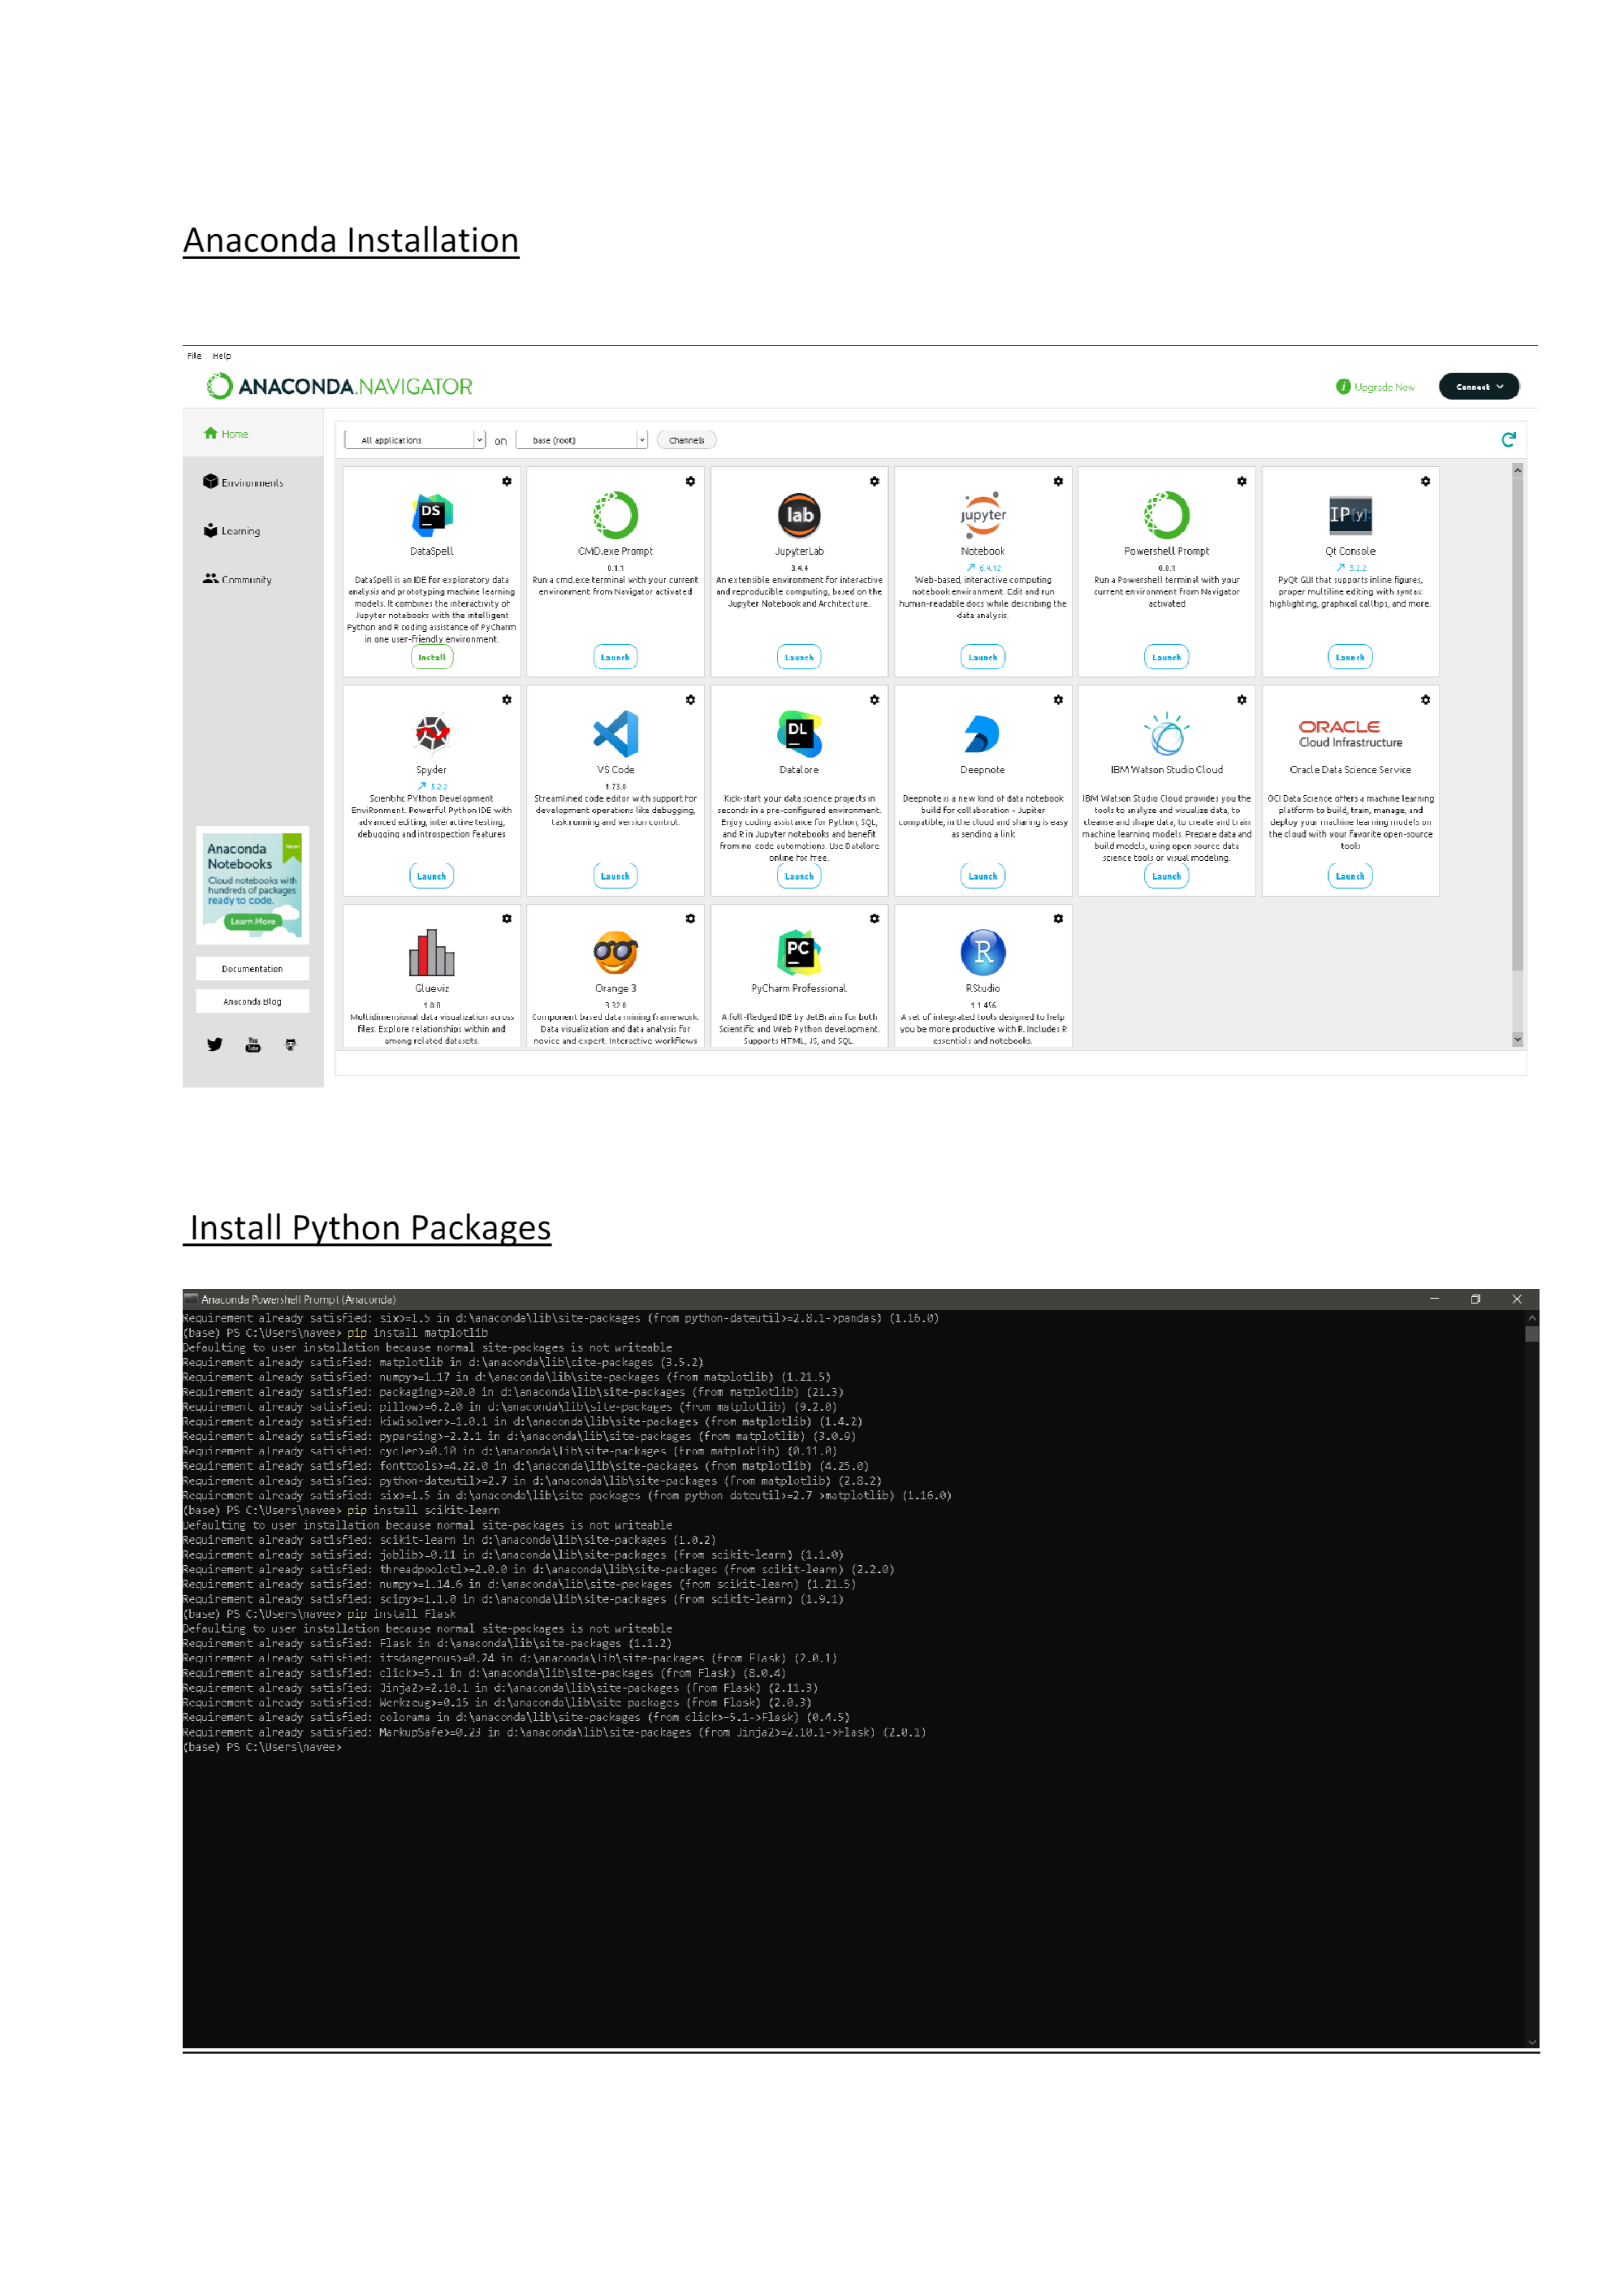 Anaconda Installation
File Help
ANACONDA.NAVIGATOR
Upgrade Now
Connect
Home
All applications on base (root) Channels
Environments
Learning
Community
DS
DataSpell
DataSpell is an IDE for exploratory data
analysis and prototyping machine learning
models. It combines the interactivity of
Jupyter notebooks with the intelligent
Python and R coding assistance of PyCharm
in one user-friendly environment.
Install
CMD.exe Prompt
0.1.1
Run a cmd.exe terminal with your current
environment from Navigator activated
Launch
lab
JupyterLab
3.4.4
An extensible environment for interactive
and reproducible computing, based on the
Jupyter Notebook and Architecture.
Launch
jupyter
Notebook
6.4.12
Web-based, interactive computing
notebook environment. Edit and run
human-readable docs while describing the
data analysis.
Launch
Powershell Prompt
0.0.1
Run a Powershell terminal with your
current environment from Navigator
activated
Launch
IP[y]:
Qt Console
5.2.2
PyQt GUI that supports inline figures,
proper multiline editing with syntax
highlighting, graphical calltips, and more.
Launch
Spyder
5.2.2
Scientific PYthon Development
EnviRonment. Powerful Python IDE with
advanced editing, interactive testing,
debugging and introspection features
Launch
VS Code
1.73.0
Streamlined code editor with support for
development operations like debugging,
task running and version control.
Launch
DL
Datalore
Kick-start your data science projects in
seconds in a pre-configured environment.
Enjoy coding assistance for Python, SQL,
and R in Jupyter notebooks and benefit
from no-code automations. Use Datalore
online for free.
Launch
Deepnote
Deepnote is a new kind of data notebook
build for collaboration - Jupiter
compatible, in the cloud and sharing is easy
as sending a link
Launch
IBM Watson Studio Cloud
IBM Watson Studio Cloud provides you the
tools to analyze and visualize data, to
cleanse and shape data, to create and train
machine learning models. Prepare data and
build models, using open source data
science tools or visual modeling.
Launch
ORACLE
Cloud Infrastructure
Oracle Data Science Service
OCI Data Science offers a machine learning
platform to build, train, manage, and
deploy your machine learning models on
the cloud with your favorite open-source
tools
Launch
Glueviz
1.0.0
Multidimensional data visualization across
files. Explore relationships within and
among related datasets.
Orange 3
3.32.0
Component based data mining framework.
Data visualization and data analysis for
novice and expert. Interactive workflows
PC
PyCharm Professional
A full-fledged IDE by JetBrains for both
Scientific and Web Python development.
Supports HTML, JS, and SQL.
R
RStudio
1.1.456
A set of integrated tools designed to help
you be more productive with R. Includes R
essentials and notebooks.
Anaconda
Notebooks
New!
Cloud notebooks with
hundreds of packages
ready to code.
Learn More
Documentation
Anaconda Blog
You Tube
Install Python Packages
Anaconda Powershell Prompt (Anaconda)
Requirement already satisfied: six>=1.5 in d:\anaconda\lib\site-packages (from python-dateutil>=2.8.1->pandas) (1.16.0)
(base) PS C:\Users\navee> pip install matplotlib
Defaulting to user installation because normal site-packages is not writeable
Requirement already satisfied: matplotlib in d:\anaconda\lib\site-packages (3.5.2)
Requirement already satisfied: numpy>=1.17 in d:\anaconda\lib\site-packages (from matplotlib) (1.21.5)
Requirement already satisfied: packaging>=20.0 in d:\anaconda\lib\site-packages (from matplotlib) (21.3)
Requirement already satisfied: pillow>=6.2.0 in d:\anaconda\lib\site-packages (from matplotlib) (9.2.0)
Requirement already satisfied: kiwisolver>=1.0.1 in d:\anaconda\lib\site-packages (from matplotlib) (1.4.2)
Requirement already satisfied: pyparsing>=2.2.1 in d:\anaconda\lib\site-packages (from matplotlib) (3.0.9)
Requirement already satisfied: cycler>=0.10 in d:\anaconda\lib\site-packages (from matplotlib) (0.11.0)
Requirement already satisfied: fonttools>=4.22.0 in d:\anaconda\lib\site-packages (from matplotlib) (4.25.0)
Requirement already satisfied: python-dateutil>=2.7 in d:\anaconda\lib\site-packages (from matplotlib) (2.8.2)
Requirement already satisfied: six>=1.5 in d:\anaconda\lib\site-packages (from python-dateutil>=2.7->matplotlib) (1.16.0)
(base) PS C:\Users\navee> pip install scikit-learn
Defaulting to user installation because normal site-packages is not writeable
Requirement already satisfied: scikit-learn in d:\anaconda\lib\site-packages (1.0.2)
Requirement already satisfied: joblib>=0.11 in d:\anaconda\lib\site-packages (from scikit-learn) (1.1.0)
Requirement already satisfied: threadpoolctl>=2.0.0 in d:\anaconda\lib\site-packages (from scikit-learn) (2.2.0)
Requirement already satisfied: numpy>=1.14.6 in d:\anaconda\lib\site-packages (from scikit-learn) (1.21.5)
Requirement already satisfied: scipy>=1.1.0 in d:\anaconda\lib\site-packages (from scikit-learn) (1.9.1)
(base) PS C:\Users\navee> pip install Flask
Defaulting to user installation because normal site-packages is not writeable
Requirement already satisfied: Flask in d:\anaconda\lib\site-packages (1.1.2)
Requirement already satisfied: itsdangerous>=0.24 in d:\anaconda\lib\site-packages (from Flask) (2.0.1)
Requirement already satisfied: click>=5.1 in d:\anaconda\lib\site-packages (from Flask) (8.0.4)
Requirement already satisfied: Jinja2>=2.10.1 in d:\anaconda\lib\site-packages (from Flask) (2.11.3)
Requirement already satisfied: Werkzeug>=0.15 in d:\anaconda\lib\site-packages (from Flask) (2.0.3)
Requirement already satisfied: colorama in d:\anaconda\lib\site-packages (from click>=5.1->Flask) (0.4.5)
Requirement already satisfied: MarkupSafe>=0.23 in d:\anaconda\lib\site-packages (from Jinja2>=2.10.1->Flask) (2.0.1)
(base) PS C:\Users\navee>